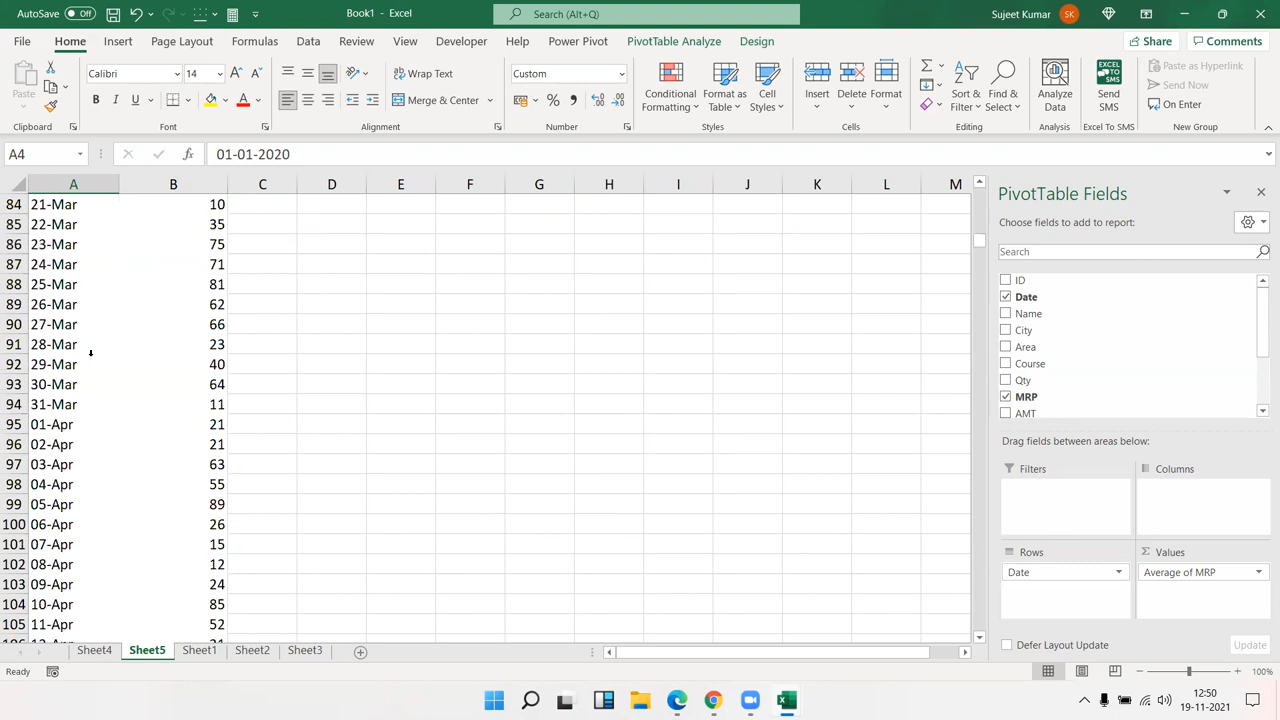 AutoSave Off
Book1 - Excel
Search (Alt+Q)
Sujeet Kumar SK
File Home Insert Page Layout Formulas Data Review View Developer Help Power Pivot PivotTable Analyze Design
Share Comments
Paste
Calibri 14
B I U
Wrap Text
Merge & Center
Custom
Conditional Formatting
Format as Table
Cell Styles
Insert Delete Format
Sort & Filter
Find & Select
Analyze Data
Excel To SMS
Send SMS
Paste as Hyperlink
Send Now
On Enter
Clipboard Font Alignment Number Styles Cells Editing Analysis Excel To SMS New Group
A4 fx 01-01-2020
A B C D E F G H I J K L M
84 21-Mar 10
85 22-Mar 35
86 23-Mar 75
87 24-Mar 71
88 25-Mar 81
89 26-Mar 62
90 27-Mar 66
91 28-Mar 23
92 29-Mar 40
93 30-Mar 64
94 31-Mar 11
95 01-Apr 21
96 02-Apr 21
97 03-Apr 63
98 04-Apr 55
99 05-Apr 89
100 06-Apr 26
101 07-Apr 15
102 08-Apr 12
103 09-Apr 24
104 10-Apr 85
105 11-Apr 52
PivotTable Fields
Choose fields to add to report:
Search
ID
Date
Name
City
Area
Course
Qty
MRP
AMT
Drag fields between areas below:
Filters Columns
Rows Values
Date Average of MRP
Defer Layout Update Update
Sheet4 Sheet5 Sheet1 Sheet2 Sheet3
Ready
100%
12:50
19-11-2021